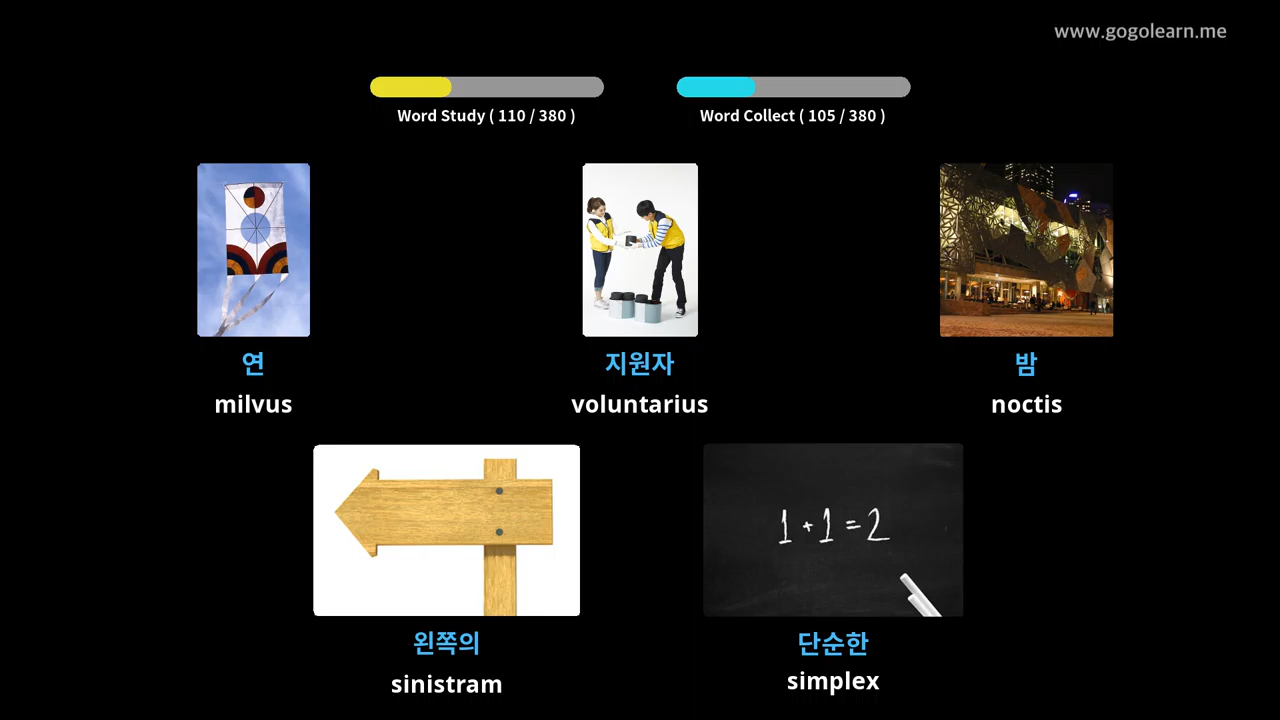 www.gogolearn.me
Word Study ( 110 / 380 )
Word Collect ( 105 / 380 )
연
milvus
지원자
voluntarius
밤
noctis
왼쪽의
sinistram
1 + 1 = 2
단순한
simplex